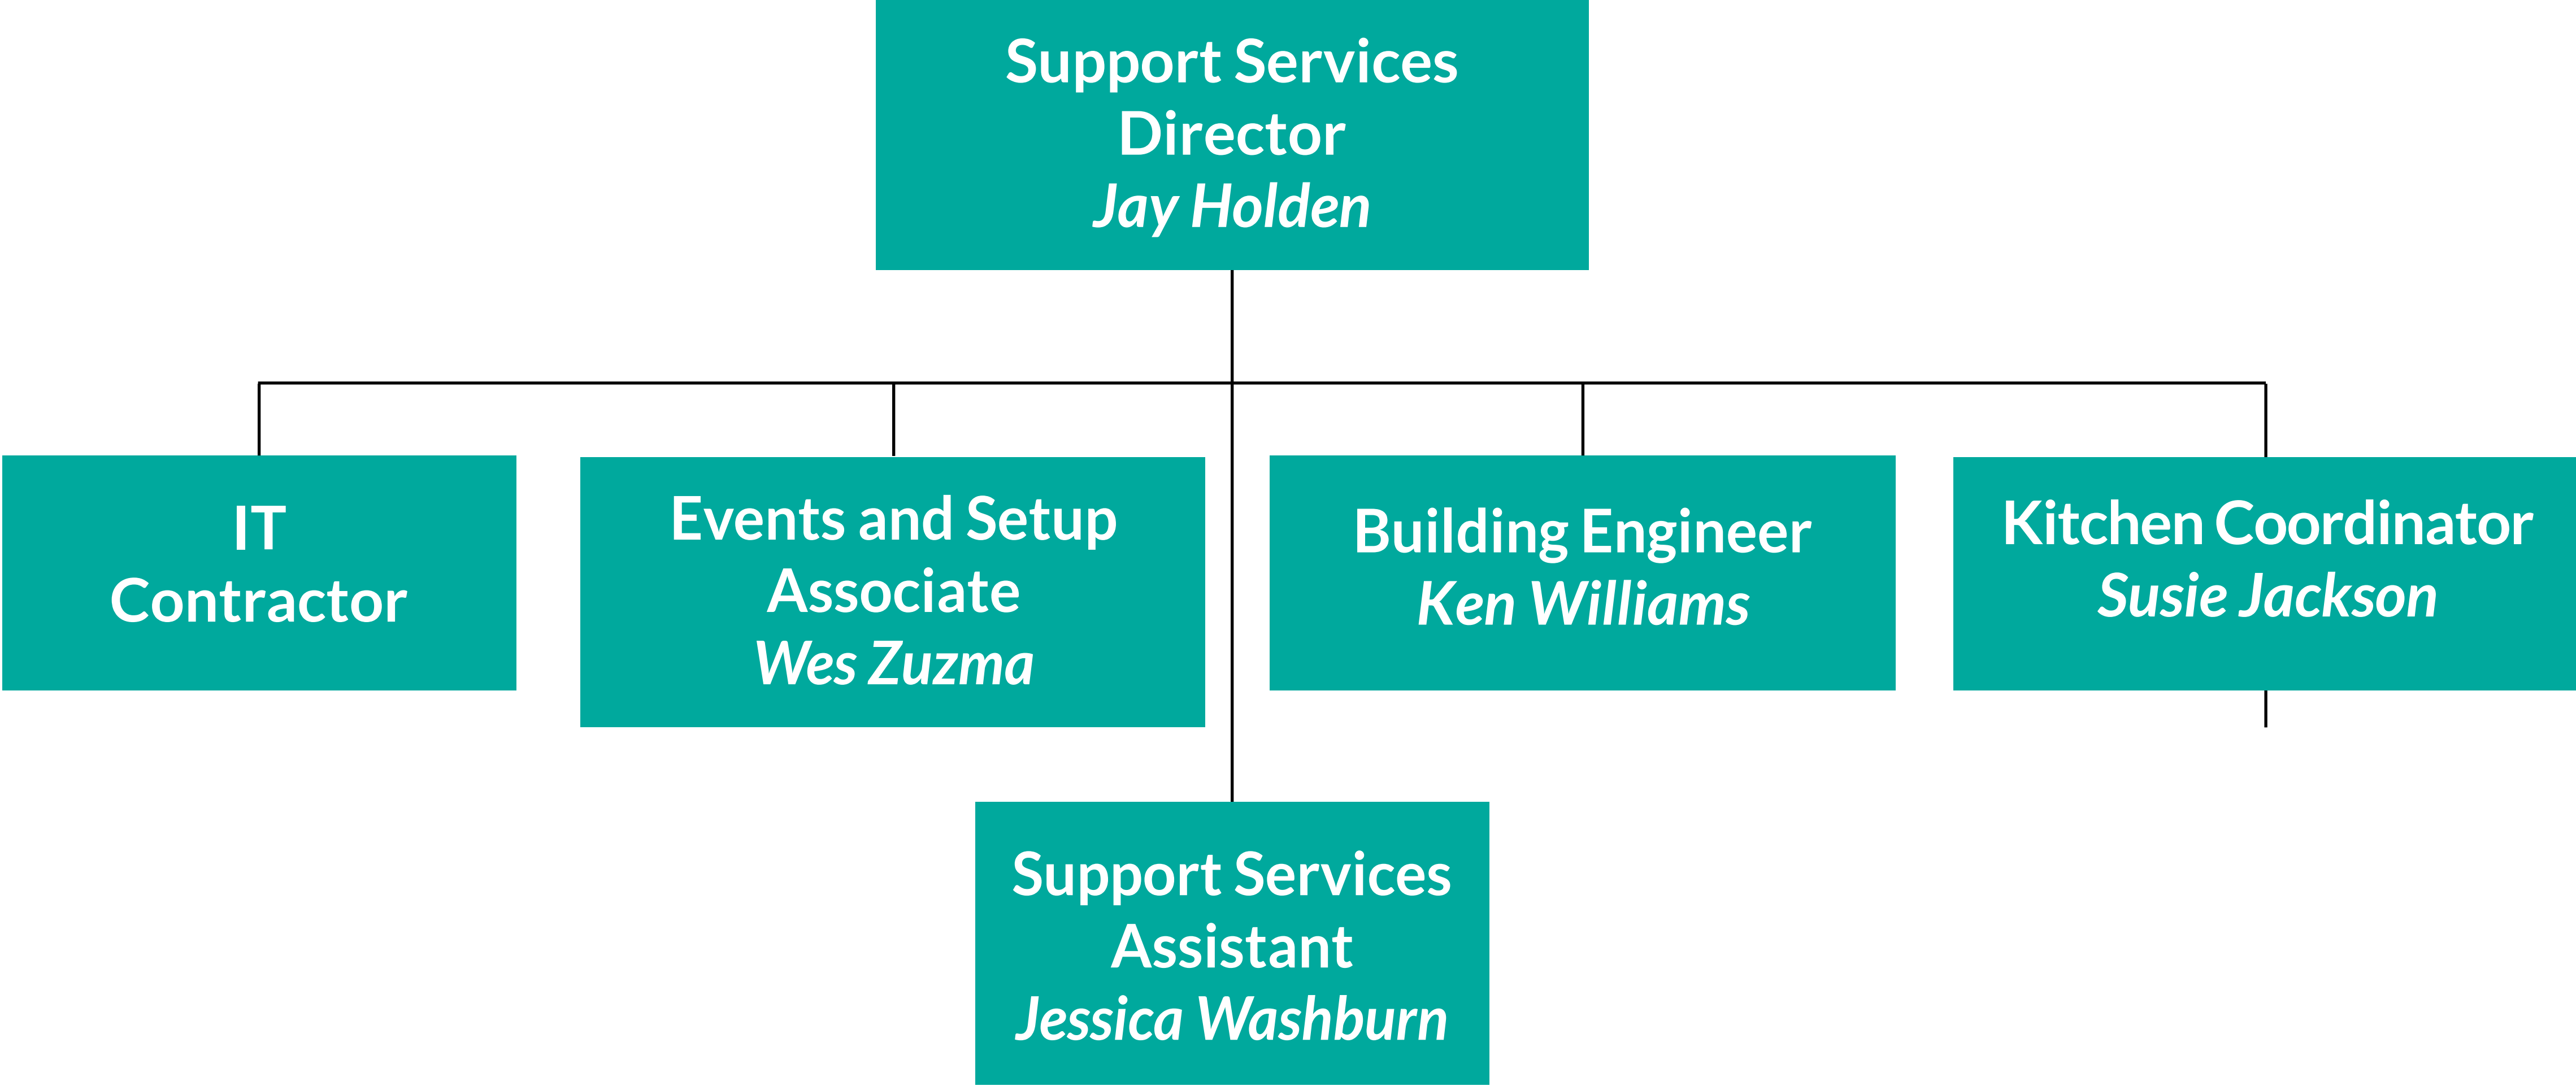 Support Services
Director
Jay Holden
IT
Contractor
Events and Setup
Associate
Wes Zuzma
Building Engineer
Ken Williams
Kitchen Coordinator
Susie Jackson
Support Services
Assistant
Jessica Washburn